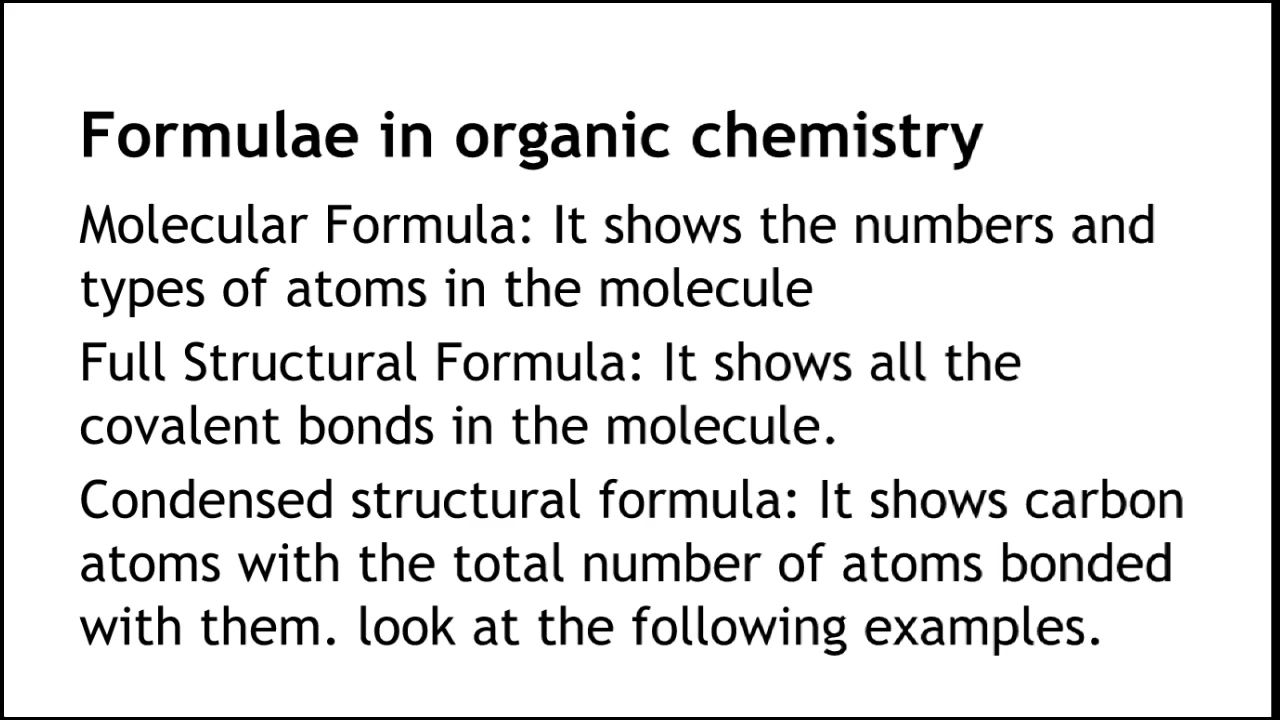 Formulae in organic chemistry
Molecular Formula: It shows the numbers and
types of atoms in the molecule
Full Structural Formula: It shows all the
covalent bonds in the molecule.
Condensed structural formula: It shows carbon
atoms with the total number of atoms bonded
with them. look at the following examples.